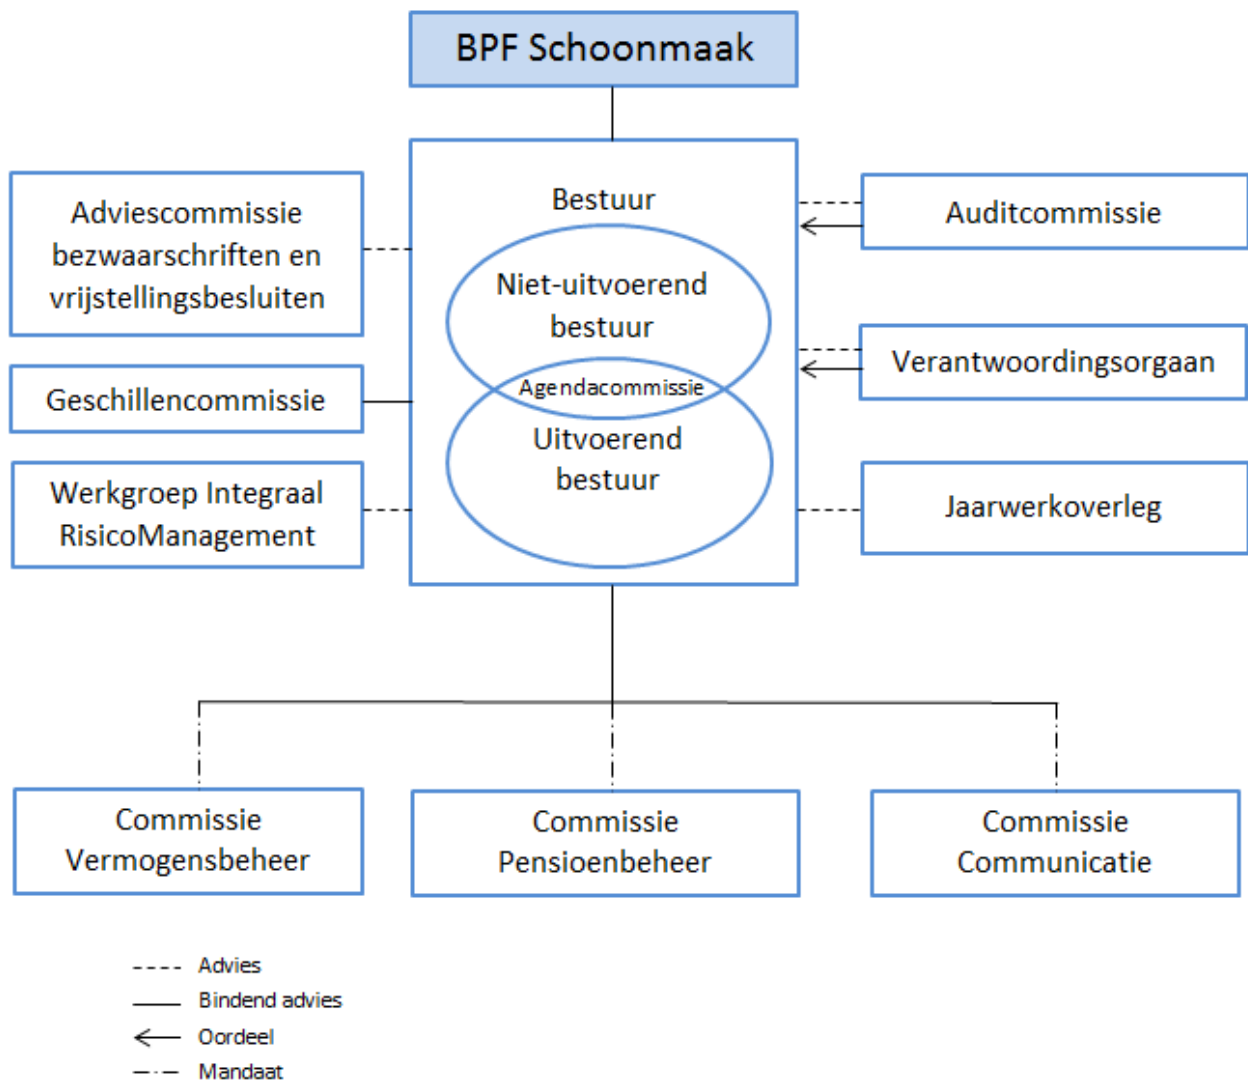 BPF Schoonmaak
Bestuur
Niet-uitvoerend
bestuur
Agendacommissie
Uitvoerend
bestuur
Adviescommissie
bezwaarschriften en
vrijstellingsbesluiten
Geschillencommissie
Werkgroep Integraal
RisicoManagement
Auditcommissie
Verantwoordingsorgaan
Jaarwerkoverleg
Commissie
Vermogensbeheer
Commissie
Pensioenbeheer
Commissie
Communicatie
Advies
Bindend advies
Oordeel
Mandaat